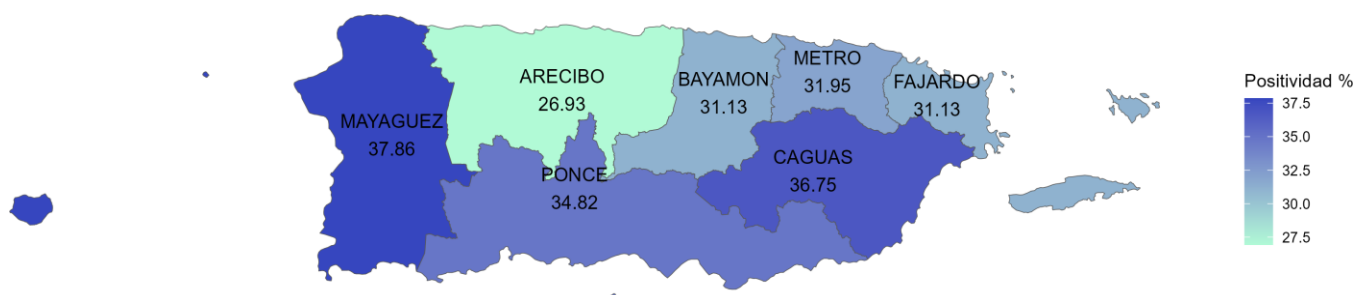 METRO
31.95
ARECIBO
26.93
BAYAMON
31.13
FAJARDO
31.13
MAYAGUEZ
37.86
CAGUAS
36.75
PONCE
34.82
Positividad %
37.5
35.0
32.5
30.0
27.5